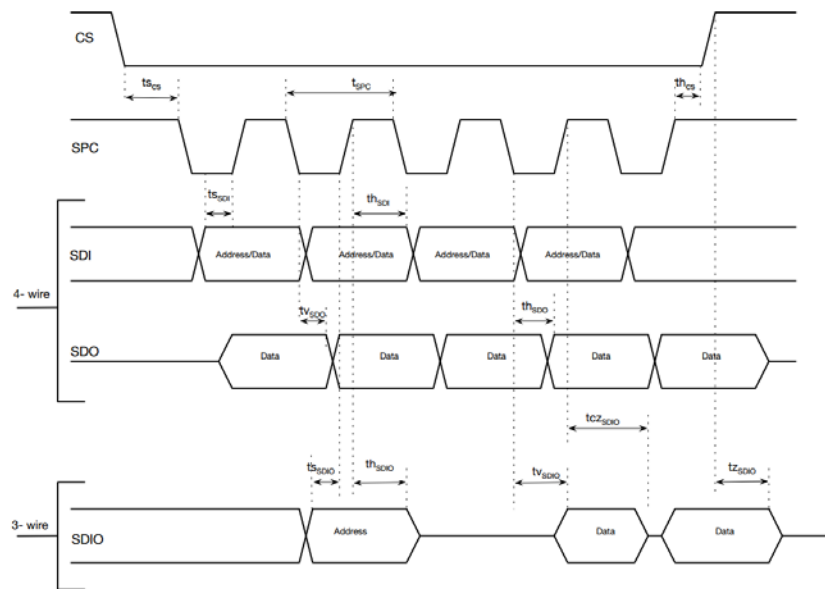 CS
ts_CS
t_SPC
th_CS
SPC
ts_SDI
th_SDI
SDI
Address/Data
Address/Data
Address/Data
Address/Data
4- wire
tv_SDO
th_SDO
SDO
Data
Data
Data
Data
Data
tcz_SDIO
ts_SDIO
th_SDIO
tv_SDIO
tz_SDIO
3- wire
SDIO
Address
Data
Data